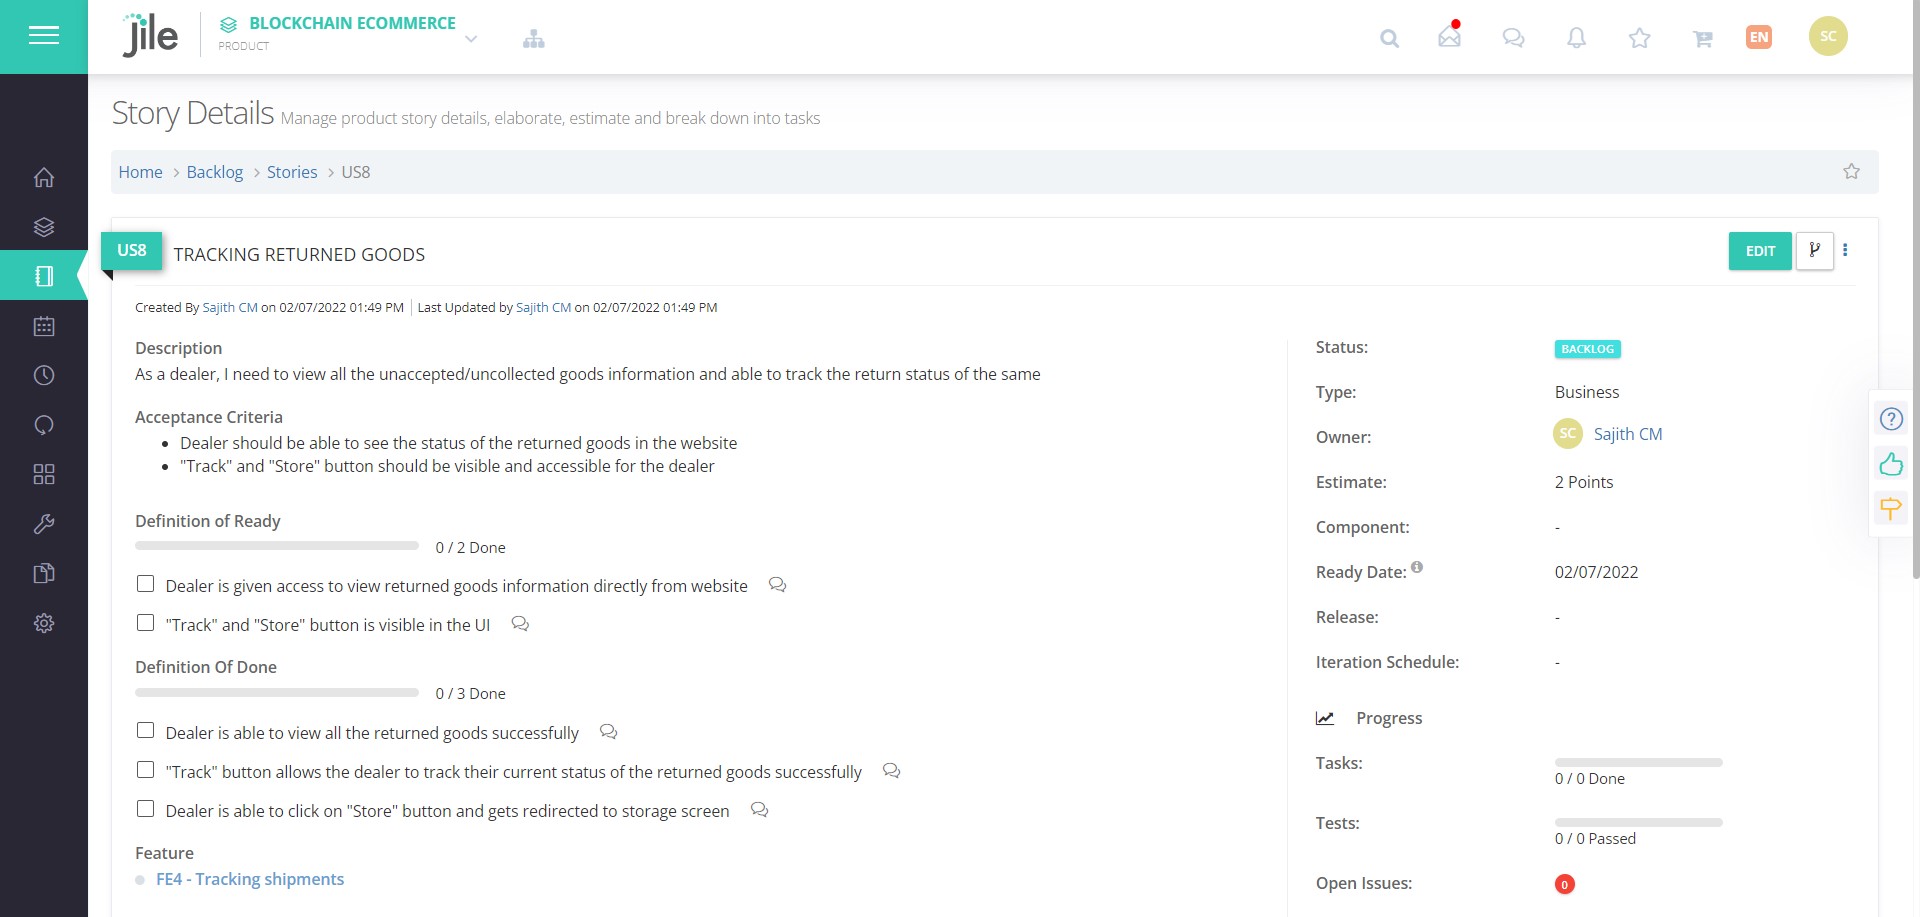 jile
BLOCKCHAIN ECOMMERCE
PRODUCT
EN
SC
Story Details Manage product story details, elaborate, estimate and break down into tasks
Home > Backlog > Stories > US8
US8
TRACKING RETURNED GOODS
EDIT
Created By Sajith CM on 02/07/2022 01:49 PM | Last Updated by Sajith CM on 02/07/2022 01:49 PM
Description
As a dealer, I need to view all the unaccepted/uncollected goods information and able to track the return status of the same
Acceptance Criteria
• Dealer should be able to see the status of the returned goods in the website
• "Track" and "Store" button should be visible and accessible for the dealer
Definition of Ready
0 / 2 Done
Dealer is given access to view returned goods information directly from website
"Track" and "Store" button is visible in the UI
Definition Of Done
0 / 3 Done
Dealer is able to view all the returned goods successfully
"Track" button allows the dealer to track their current status of the returned goods successfully
Dealer is able to click on "Store" button and gets redirected to storage screen
Feature
FE4 - Tracking shipments
Status: BACKLOG
Type: Business
Owner: SC Sajith CM
Estimate: 2 Points
Component: -
Ready Date: 02/07/2022
Release: -
Iteration Schedule: -
Progress
Tasks:
0 / 0 Done
Tests:
0 / 0 Passed
Open Issues: 0